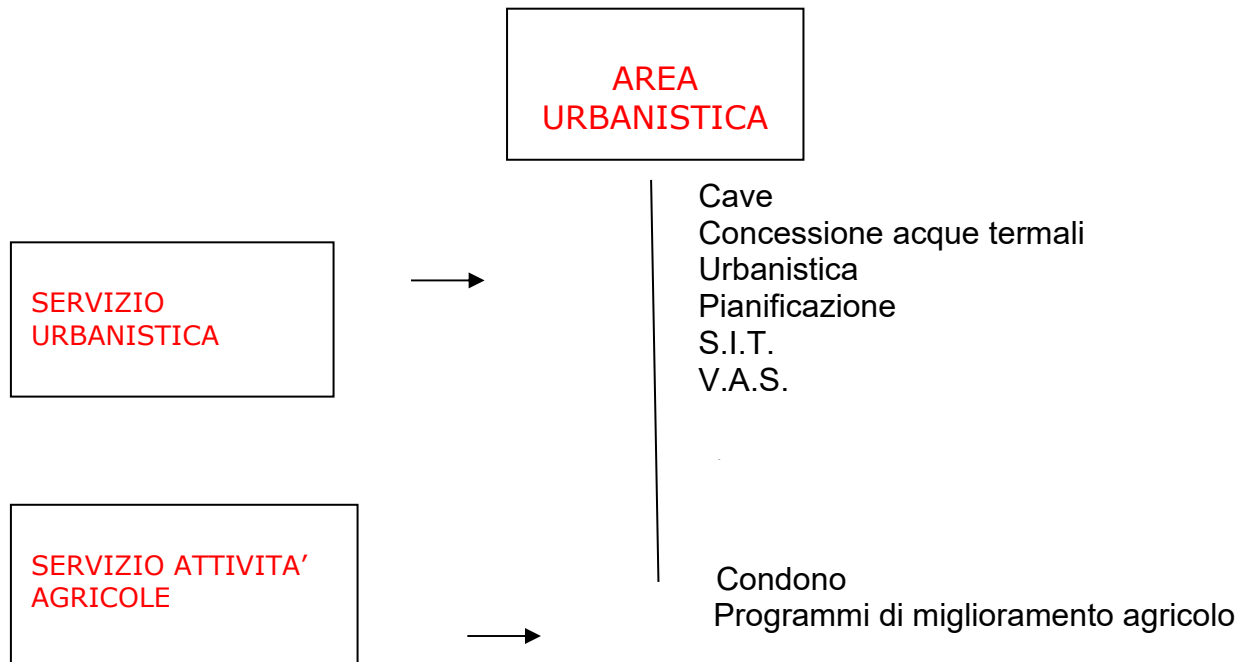 AREA
URBANISTICA
Cave
Concessione acque termali
Urbanistica
Pianificazione
S.I.T.
V.A.S.
SERVIZIO
URBANISTICA
SERVIZIO ATTIVITA’
AGRICOLE
Condono
Programmi di miglioramento agricolo